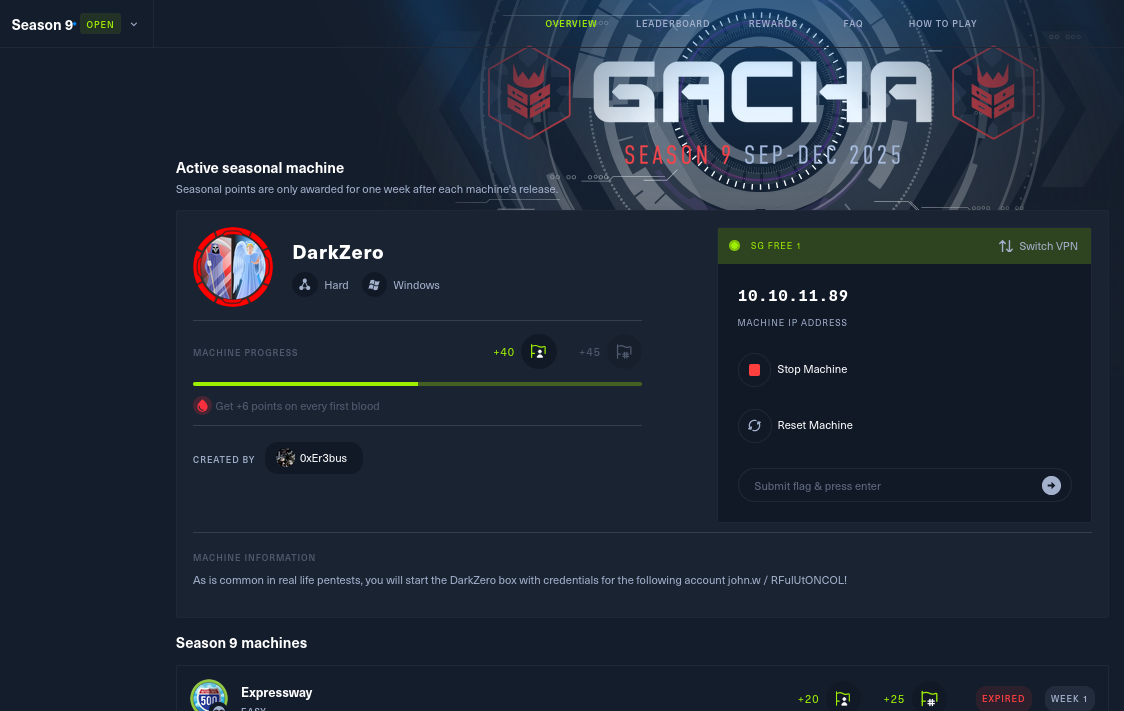 Season 9 OPEN
OVERVIEW LEADERBOARD REWARDS FAQ HOW TO PLAY
GACHA
SEASON 9 SEP-DEC 2025
Active seasonal machine
Seasonal points are only awarded for one week after each machine's release.
DarkZero
Hard Windows
SG FREE 1 Switch VPN
10.10.11.89
MACHINE IP ADDRESS
MACHINE PROGRESS +40 +45
Stop Machine
Get +6 points on every first blood
Reset Machine
CREATED BY 0xEr3bus
Submit flag & press enter
MACHINE INFORMATION
As is common in real life pentests, you will start the DarkZero box with credentials for the following account john.w / RFulUtONCOL!
Season 9 machines
500
Expressway +20 +25 EXPIRED WEEK 1
EASY